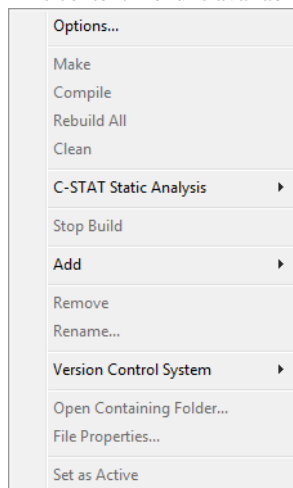 Options...
Make
Compile
Rebuild All
Clean
C-STAT Static Analysis
Stop Build
Add
Remove
Rename...
Version Control System
Open Containing Folder...
File Properties...
Set as Active